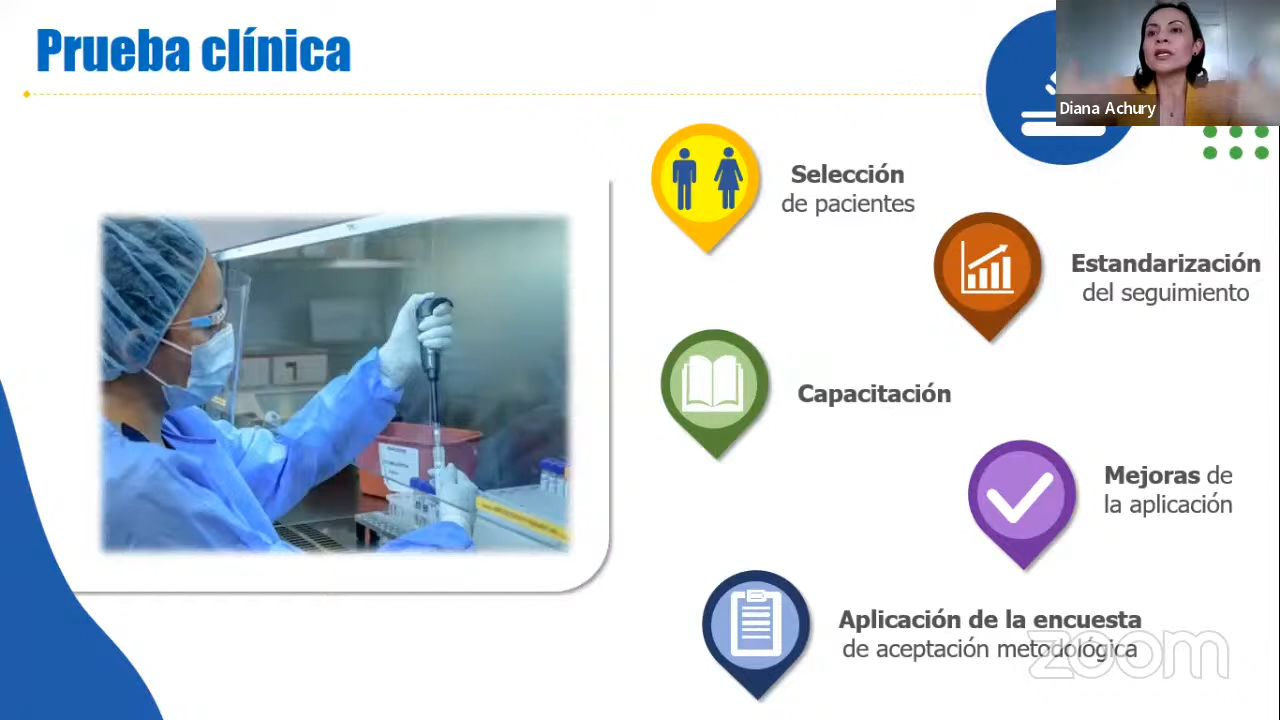 Prueba clínica
Diana Achury
Selección
de pacientes
Estandarización
del seguimiento
Capacitación
Mejoras de
la aplicación
Aplicación de la encuesta
de aceptación metodológica
zoom